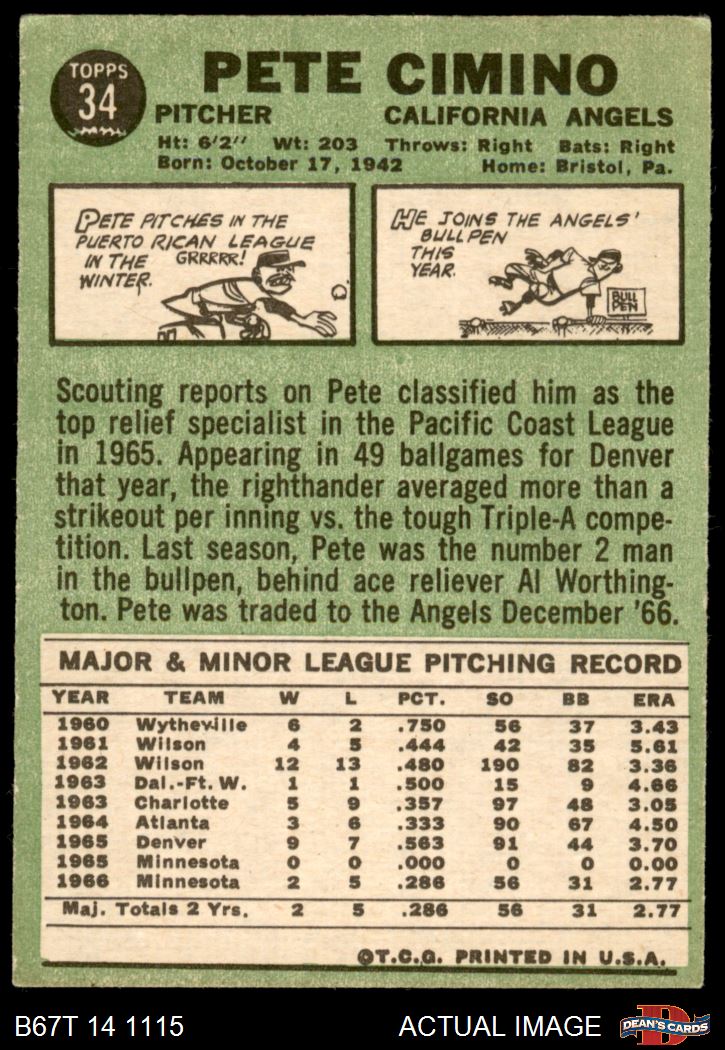 TOPPS
34
PETE CIMINO
PITCHER CALIFORNIA ANGELS
Ht: 6'2" Wt: 203 Throws: Right Bats: Right
Born: October 17, 1942 Home: Bristol, Pa.
PETE PITCHES IN THE
PUERTO RICAN LEAGUE
IN THE GRRRRR!
WINTER.
HE JOINS THE ANGELS'
BULLPEN
THIS
YEAR.
BULL
PEN
Scouting reports on Pete classified him as the
top relief specialist in the Pacific Coast League
in 1965. Appearing in 49 ballgames for Denver
that year, the righthander averaged more than a
strikeout per inning vs. the tough Triple-A compe-
tition. Last season, Pete was the number 2 man
in the bullpen, behind ace reliever Al Worthing-
ton. Pete was traded to the Angels December '66.
MAJOR & MINOR LEAGUE PITCHING RECORD
YEAR TEAM W L PCT. SO BB ERA
1960 Wytheville 6 2 .750 56 37 3.43
1961 Wilson 4 5 .444 42 35 5.61
1962 Wilson 12 13 .480 190 82 3.36
1963 Dal.-Ft. W. 1 1 .500 15 9 4.66
1963 Charlotte 5 9 .357 97 48 3.05
1964 Atlanta 3 6 .333 90 67 4.50
1965 Denver 9 7 .563 91 44 3.70
1965 Minnesota 0 0 .000 0 0 0.00
1966 Minnesota 2 5 .286 56 31 2.77
Maj. Totals 2 Yrs. 2 5 .286 56 31 2.77
©T.C.G. PRINTED IN U.S.A.
B67T 14 1115 ACTUAL IMAGE
D
DEAN'S CARDS